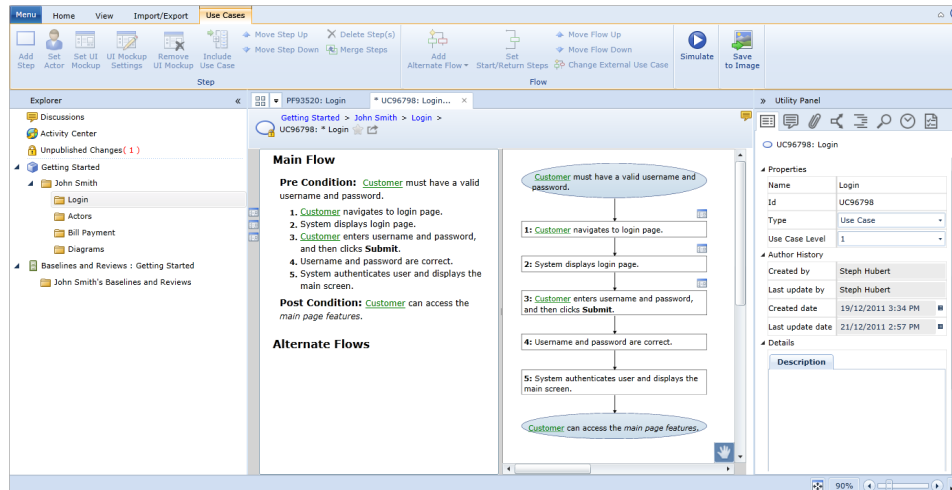 Menu Home View Import/Export Use Cases
Add Step
Set Actor
Set UI Mockup
UI Mockup Settings
Remove UI Mockup
Include Use Case
Move Step Up
Delete Step(s)
Move Step Down
Merge Steps
Step
Add Alternate Flow
Set Start/Return Steps
Move Flow Up
Move Flow Down
Change External Use Case
Flow
Simulate
Save to Image
Explorer «
Discussions
Activity Center
Unpublished Changes( 1 )
Getting Started
John Smith
Login
Actors
Bill Payment
Diagrams
Baselines and Reviews : Getting Started
John Smith's Baselines and Reviews
PF93520: Login
* UC96798: Login... ×
Getting Started > John Smith > Login >
UC96798: * Login
Main Flow
Pre Condition: Customer must have a valid
username and password.
1. Customer navigates to login page.
2. System displays login page.
3. Customer enters username and password,
and then clicks Submit.
4. Username and password are correct.
5. System authenticates user and displays the
main screen.
Post Condition: Customer can access the
main page features.
Alternate Flows
Customer must have a valid username and
password.
1: Customer navigates to login page.
2: System displays login page.
3: Customer enters username and password,
and then clicks Submit.
4: Username and password are correct.
5: System authenticates user and displays the
main screen.
Customer can access the main page features.
» Utility Panel
UC96798: Login
Properties
Name Login
Id UC96798
Type Use Case
Use Case Level 1
Author History
Created by Steph Hubert
Last update by Steph Hubert
Created date 19/12/2011 3:34 PM
Last update date 21/12/2011 2:57 PM
Details
Description
90%